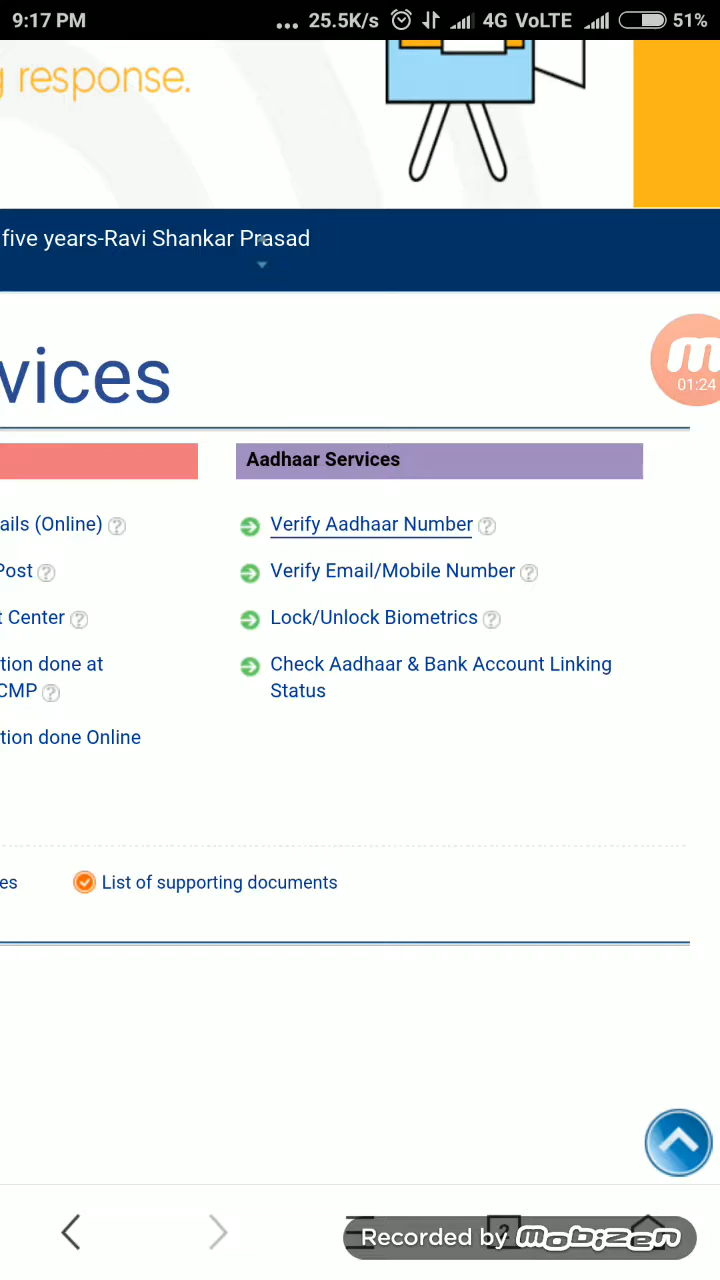 9:17 PM ... 25.5K/s 4G VoLTE 51%
response.
five years-Ravi Shankar Prasad
vices
01:24
Aadhaar Services
ails (Online)
Verify Aadhaar Number
Post
Verify Email/Mobile Number
Center
Lock/Unlock Biometrics
tion done at
CMP
Check Aadhaar & Bank Account Linking
Status
tion done Online
es
List of supporting documents
Recorded by mobizen